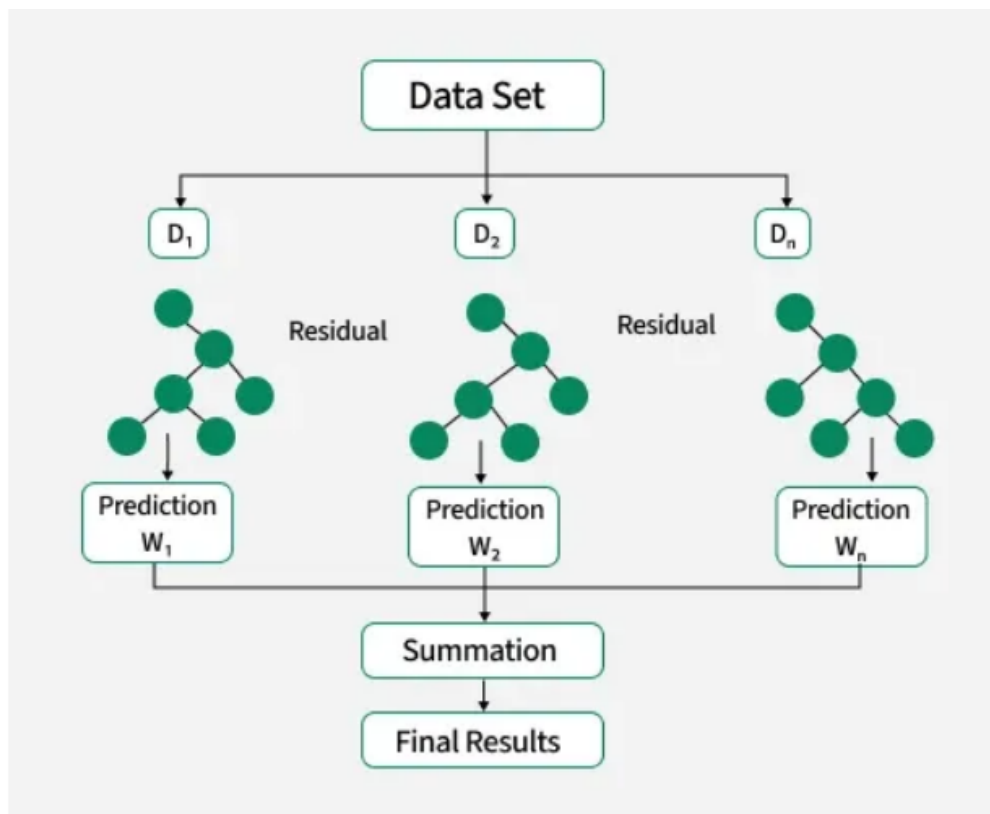 Data Set
D₁
D₂
Dₙ
Residual
Residual
Prediction
W₁
Prediction
W₂
Prediction
Wₙ
Summation
Final Results